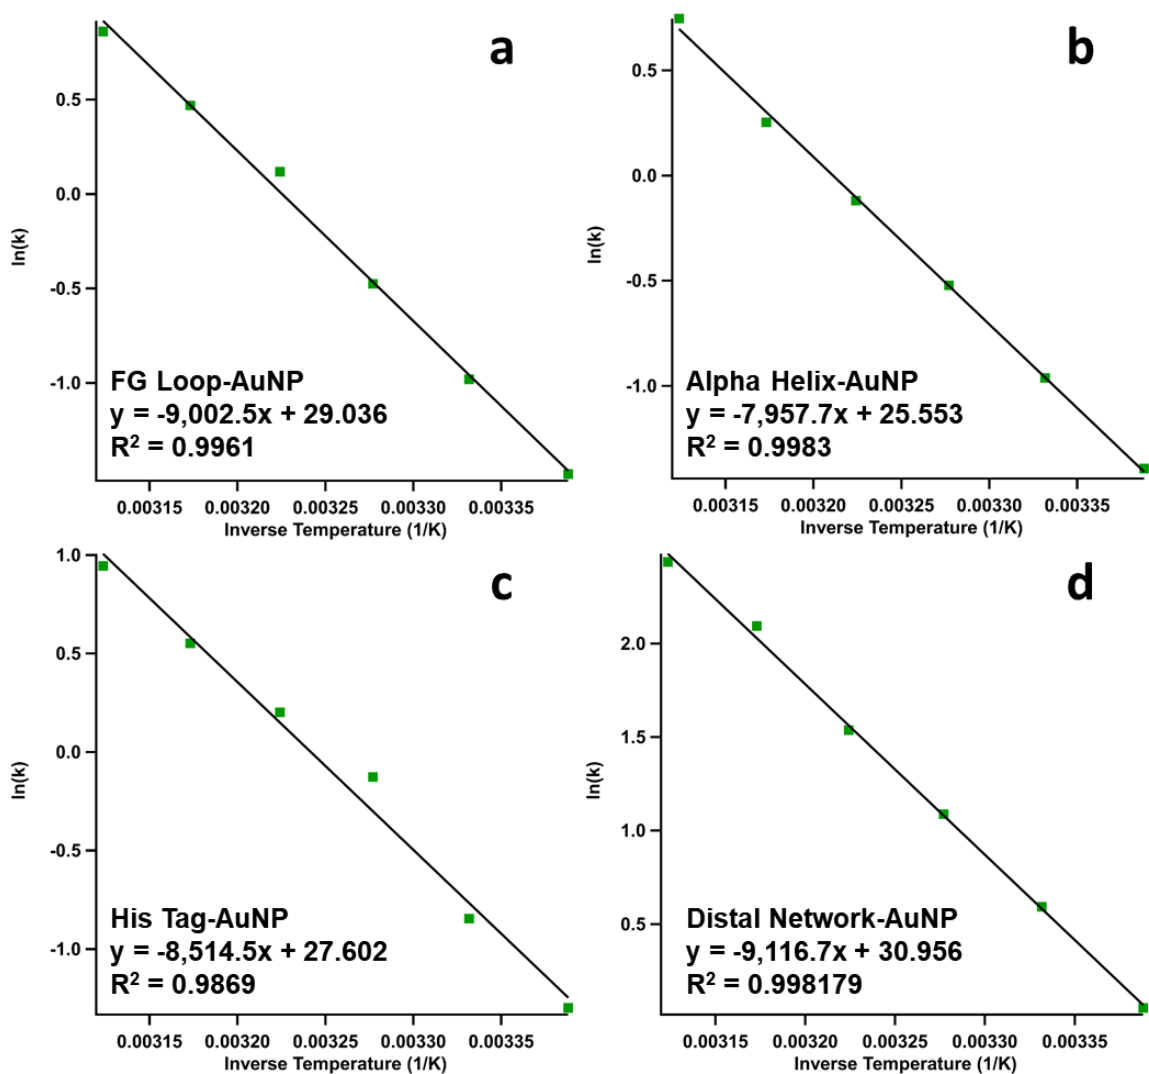 a
0.5
0.0
-0.5
-1.0
ln(k)
FG Loop-AuNP
y = -9,002.5x + 29.036
R² = 0.9961
0.00315 0.00320 0.00325 0.00330 0.00335
Inverse Temperature (1/K)
b
0.5
0.0
-0.5
-1.0
ln(k)
Alpha Helix-AuNP
y = -7,957.7x + 25.553
R² = 0.9983
0.00315 0.00320 0.00325 0.00330 0.00335
Inverse Temperature (1/K)
c
1.0
0.5
0.0
-0.5
-1.0
ln(k)
His Tag-AuNP
y = -8,514.5x + 27.602
R² = 0.9869
0.00315 0.00320 0.00325 0.00330 0.00335
Inverse Temperature (1/K)
d
2.0
1.5
1.0
0.5
ln(k)
Distal Network-AuNP
y = -9,116.7x + 30.956
R² = 0.998179
0.00315 0.00320 0.00325 0.00330 0.00335
Inverse Temperature (1/K)